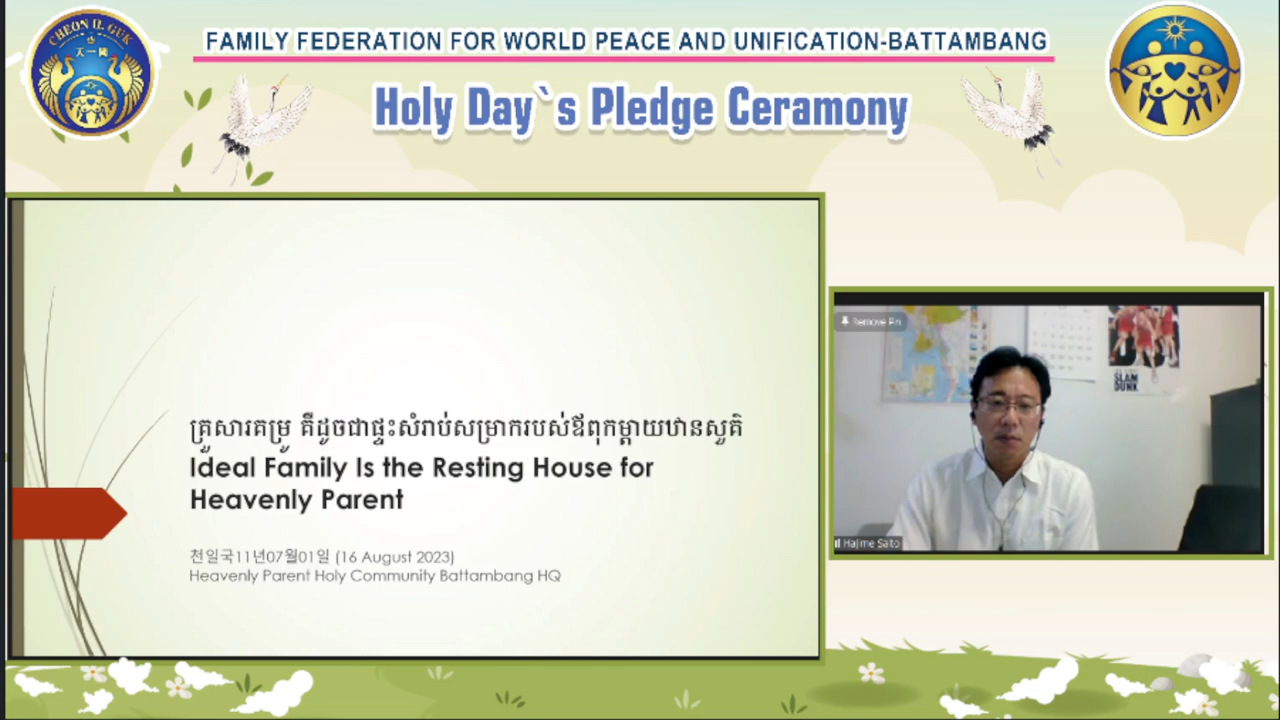 CHEON IL GUK
天一國
FAMILY FEDERATION FOR WORLD PEACE AND UNIFICATION-BATTAMBANG
Holy Day`s Pledge Ceramony
គ្រួសារគម្រូ គឺដូចជាផ្ទះសំរាប់សម្រាករបស់ឪពុកម្តាយឋានសួគ៌
Ideal Family Is the Resting House for
Heavenly Parent
천일국11년07월01일 (16 August 2023)
Heavenly Parent Holy Community Battambang HQ
Remove Pin
SLAM
DUNK
Hajime Saito